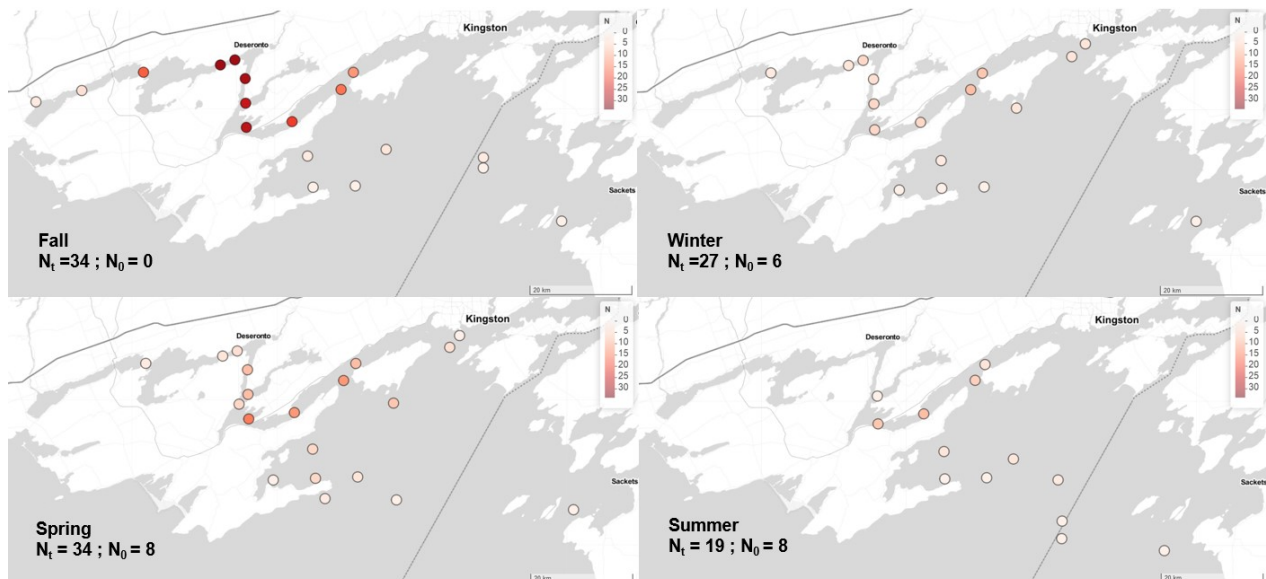 Kingston
Deseronto
N
0
5
10
15
20
25
30
Sackets
Fall
Nₜ =34 ; N₀ = 0
20 km
Kingston
Deseronto
N
0
5
10
15
20
25
30
Sackets
Winter
Nₜ =27 ; N₀ = 6
20 km
Kingston
Deseronto
N
0
5
10
15
20
25
30
Sackets
Spring
Nₜ = 34 ; N₀ = 8
20 km
Kingston
Deseronto
N
0
5
10
15
20
25
30
Sackets
Summer
Nₜ = 19 ; N₀ = 8
20 km